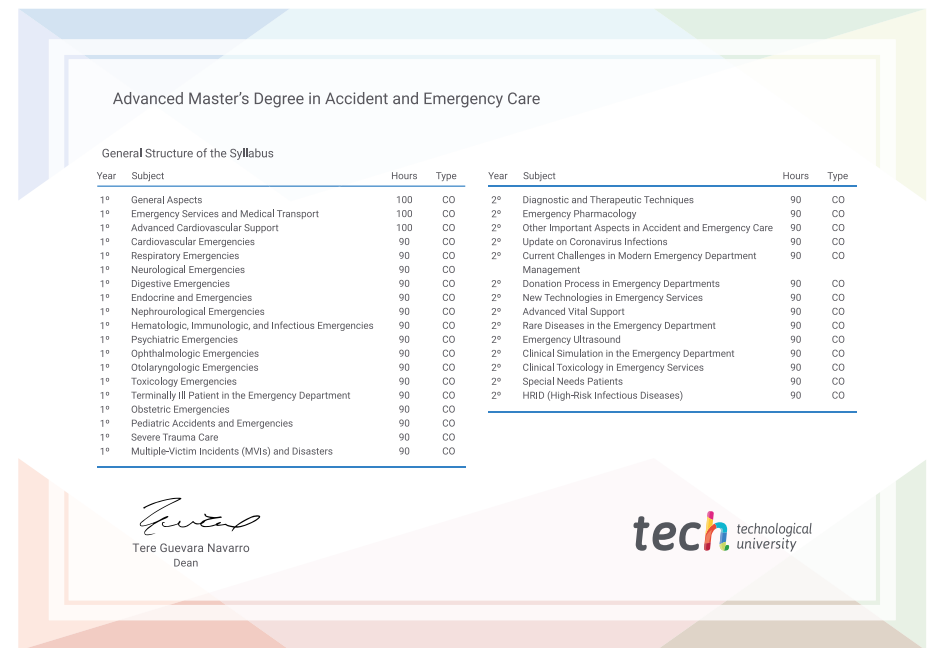 Advanced Master's Degree in Accident and Emergency Care
General Structure of the Syllabus
Year Subject Hours Type
1º General Aspects 100 CO
1º Emergency Services and Medical Transport 100 CO
1º Advanced Cardiovascular Support 100 CO
1º Cardiovascular Emergencies 90 CO
1º Respiratory Emergencies 90 CO
1º Neurological Emergencies 90 CO
1º Digestive Emergencies 90 CO
1º Endocrine and Emergencies 90 CO
1º Nephrourological Emergencies 90 CO
1º Hematologic, Immunologic, and Infectious Emergencies 90 CO
1º Psychiatric Emergencies 90 CO
1º Ophthalmologic Emergencies 90 CO
1º Otolaryngologic Emergencies 90 CO
1º Toxicology Emergencies 90 CO
1º Terminally Ill Patient in the Emergency Department 90 CO
1º Obstetric Emergencies 90 CO
1º Pediatric Accidents and Emergencies 90 CO
1º Severe Trauma Care 90 CO
1º Multiple-Victim Incidents (MVIs) and Disasters 90 CO
Year Subject Hours Type
2º Diagnostic and Therapeutic Techniques 90 CO
2º Emergency Pharmacology 90 CO
2º Other Important Aspects in Accident and Emergency Care 90 CO
2º Update on Coronavirus Infections 90 CO
2º Current Challenges in Modern Emergency Department 90 CO
Management
2º Donation Process in Emergency Departments 90 CO
2º New Technologies in Emergency Services 90 CO
2º Advanced Vital Support 90 CO
2º Rare Diseases in the Emergency Department 90 CO
2º Emergency Ultrasound 90 CO
2º Clinical Simulation in the Emergency Department 90 CO
2º Clinical Toxicology in Emergency Services 90 CO
2º Special Needs Patients 90 CO
2º HRID (High-Risk Infectious Diseases) 90 CO
Tere Guevara Navarro
Dean
tech technological
university